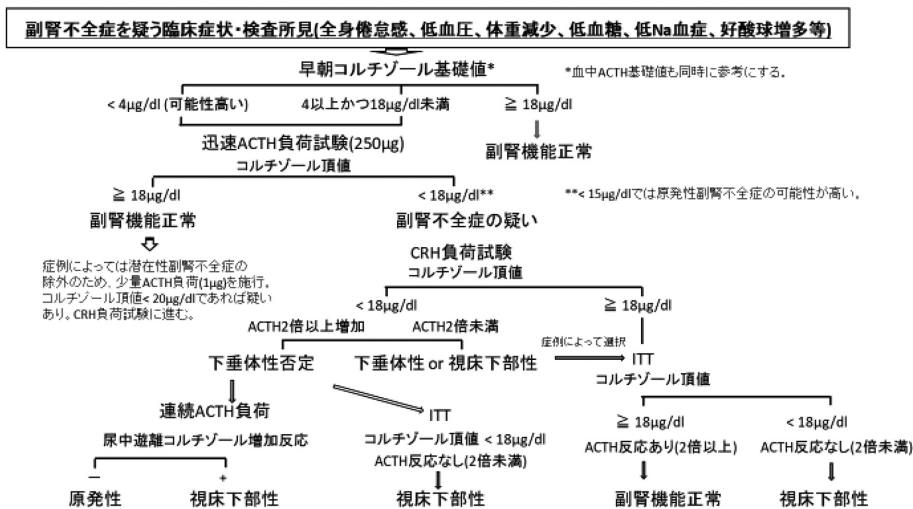 副腎不全症を疑う臨床症状・検査所見(全身倦怠感、低血圧、体重減少、低血糖、低Na血症、好酸球増多等)
早朝コルチゾール基礎値*
*血中ACTH基礎値も同時に参考にする。
< 4μg/dl (可能性高い)
4以上かつ18μg/dl未満
≧ 18μg/dl
迅速ACTH負荷試験(250μg)
コルチゾール頂値
副腎機能正常
≧ 18μg/dl
< 18μg/dl**
**< 15μg/dlでは原発性副腎不全症の可能性が高い。
副腎機能正常
副腎不全症の疑い
症例によっては潜在性副腎不全症の
除外のため、少量ACTH負荷(1μg)を施行。
コルチゾール頂値< 20μg/dlであれば疑い
あり。CRH負荷試験に進む。
CRH負荷試験
コルチゾール頂値
< 18μg/dl
≧ 18μg/dl
ACTH2倍以上増加
ACTH2倍未満
下垂体性否定
下垂体性 or 視床下部性
症例によって選択
ITT
コルチゾール頂値
連続ACTH負荷
尿中遊離コルチゾール増加反応
ITT
コルチゾール頂値 < 18μg/dl
ACTH反応なし(2倍未満)
≧ 18μg/dl
ACTH反応あり(2倍以上)
< 18μg/dl
ACTH反応なし(2倍未満)
−
+
原発性
視床下部性
視床下部性
副腎機能正常
視床下部性